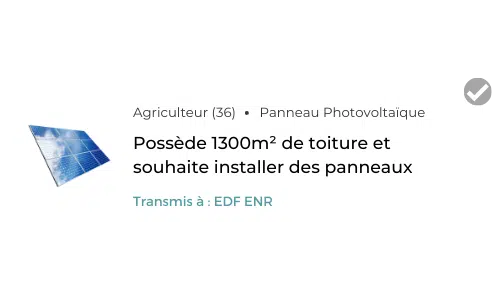 Agriculteur (36) • Panneau Photovoltaïque
Possède 1300m² de toiture et
souhaite installer des panneaux
Transmis à : EDF ENR